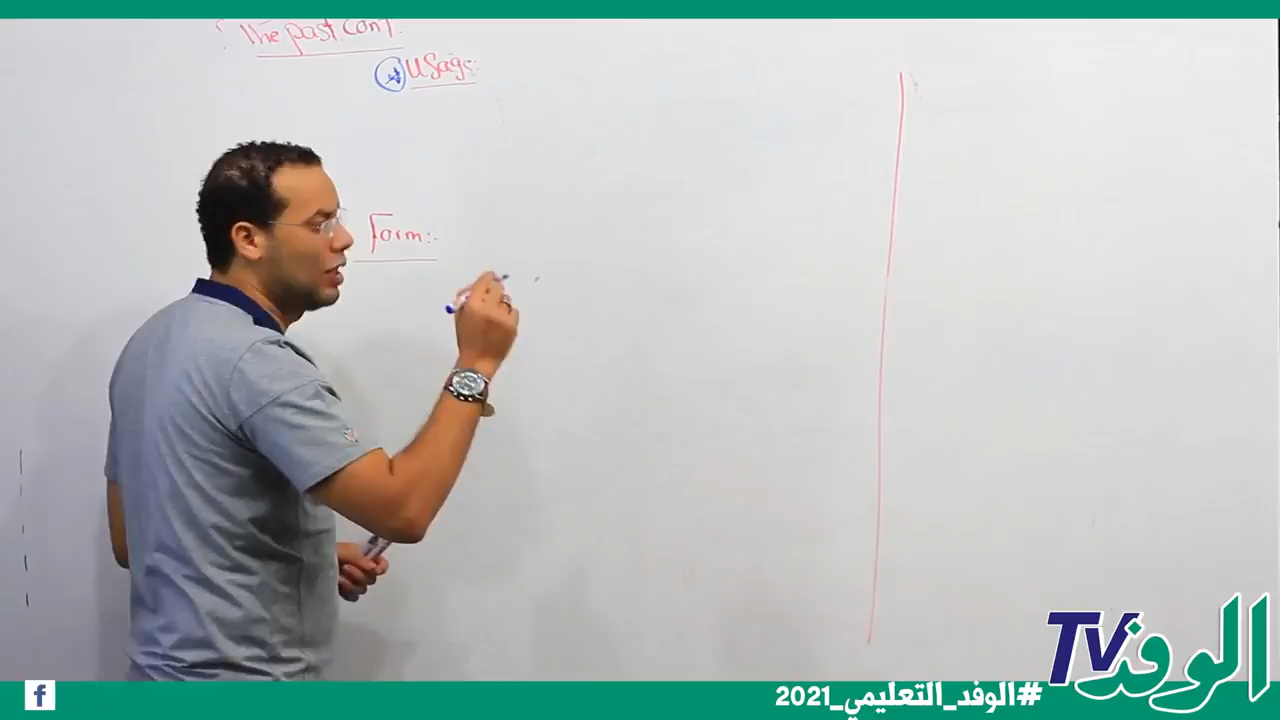 The past cont.
Usage:
Form:-
الوفد TV
#الوفد_التعليمي_2021
f